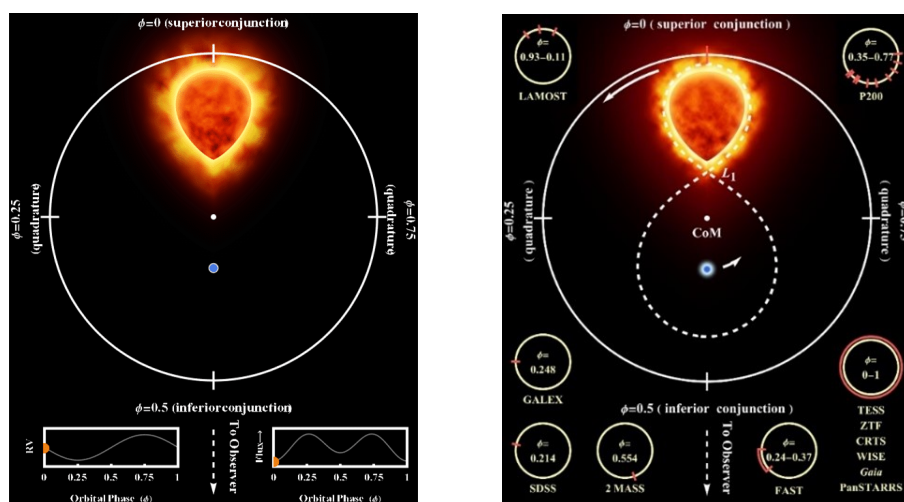 ϕ=0 (superior conjunction)
ϕ=0.25
(quadrature)
(quadrature)
ϕ=0.75
ϕ=0.5 (inferior conjunction)
RV
0 0.25 0.5 0.75 1
Orbital Phase (ϕ)
To Observer
Flux→
0 0.25 0.5 0.75 1
Orbital Phase (ϕ)
ϕ=0 ( superior conjunction )
ϕ=
0.93−0.11
LAMOST
ϕ=
0.35−0.77
P200
L1
CoM
ϕ=0.25
( quadrature )
( quadrature )
ϕ=
0.248
GALEX
ϕ=
0−1
TESS
ZTF
CRTS
WISE
Gaia
PanSTARRS
ϕ=0.5 ( inferior conjunction )
To Observer
ϕ=
0.214
SDSS
ϕ=
0.554
2 MASS
ϕ=
0.24−0.37
FAST